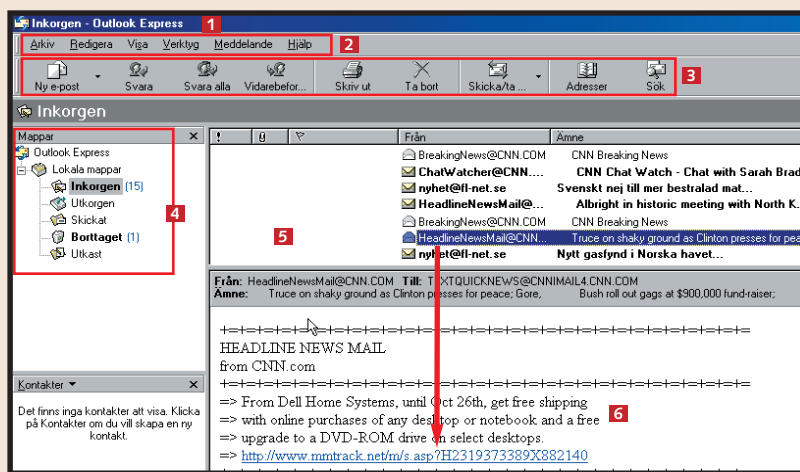 Inkorgen - Outlook Express 1
Arkiv Redigera Visa Verktyg Meddelande Hjälp 2
Ny e-post Svara Svara alla Vidarebefor... Skriv ut Ta bort Skicka/ta ... Adresser Sök 3
Inkorgen
Mappar × ! Från Ämne
Outlook Express
Lokala mappar
Inkorgen (15)
Utkorgen
Skickat
Borttaget (1)
Utkast
4
BreakingNews@CNN.COM CNN Breaking News
ChatWatcher@CNN.... CNN Chat Watch - Chat with Sarah Brad
nyhet@fl-net.se Svenskt nej till mer bestralad mat...
HeadlineNewsMail@... Albright in historic meeting with North K.
BreakingNews@CNN.COM CNN Breaking News
HeadlineNewsMail@CNN... Truce on shaky ground as Clinton presses for pea
nyhet@fl-net.se Nytt gasfynd i Norska havet...
5
Från: HeadlineNewsMail@CNN.COM Till: TEXTQUICKNEWS@CNNIMAIL4.CNN.COM
Ämne: Truce on shaky ground as Clinton presses for peace; Gore, Bush roll out gags at $900,000 fund-raiser;
+=+=+=+=+=+=+=+=+=+=+=+=+=+=+=+=+=+=+=+=
HEADLINE NEWS MAIL
from CNN.com
+=+=+=+=+=+=+=+=+=+=+=+=+=+=+=+=+=+=+=+=
=> From Dell Home Systems, until Oct 26th, get free shipping
=> with online purchases of any desktop or notebook and a free
=> upgrade to a DVD-ROM drive on select desktops.
=> http://www.mmtrack.net/m/s.asp?H2319373389X882140
6
Kontakter ×
Det finns inga kontakter att visa. Klicka
på Kontakter om du vill skapa en ny
kontakt.